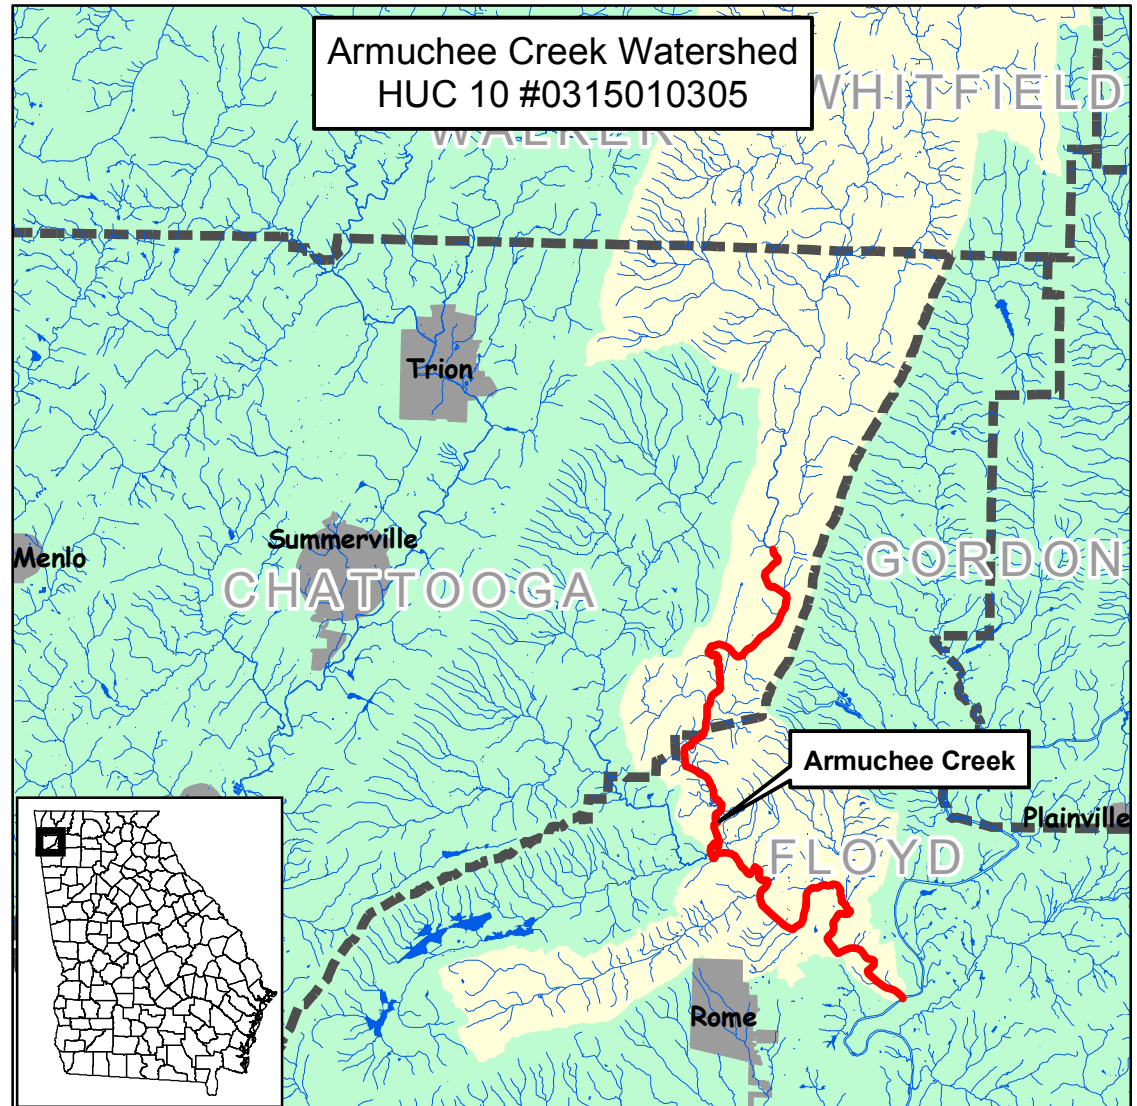 Armuchee Creek Watershed
HUC 10 #0315010305
WHITFIELD
WALKER
Trion
Summerville
Menlo
CHATTOOGA
GORDON
Armuchee Creek
Plainville
FLOYD
Rome